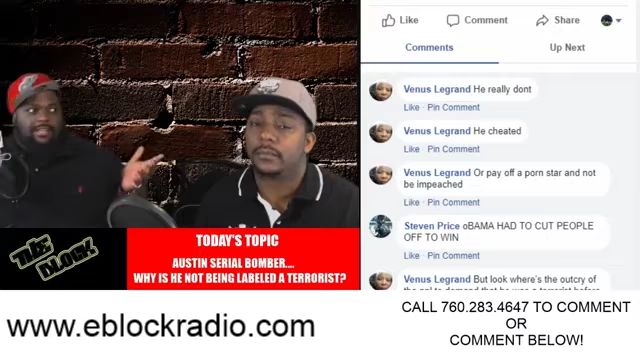 Like Comment Share
Comments Up Next
Venus Legrand He really dont
Like · Pin Comment
Venus Legrand He cheated
Like · Pin Comment
Venus Legrand Or pay off a porn star and not
be impeached
Like · Pin Comment
Steven Price oBAMA HAD TO CUT PEOPLE
OFF TO WIN
Like · Pin Comment
Venus Legrand But look where's the outcry of
THE BLOCK
TODAY'S TOPIC
AUSTIN SERIAL BOMBER....
WHY IS HE NOT BEING LABELED A TERRORIST?
www.eblockradio.com
CALL 760.283.4647 TO COMMENT
OR
COMMENT BELOW!